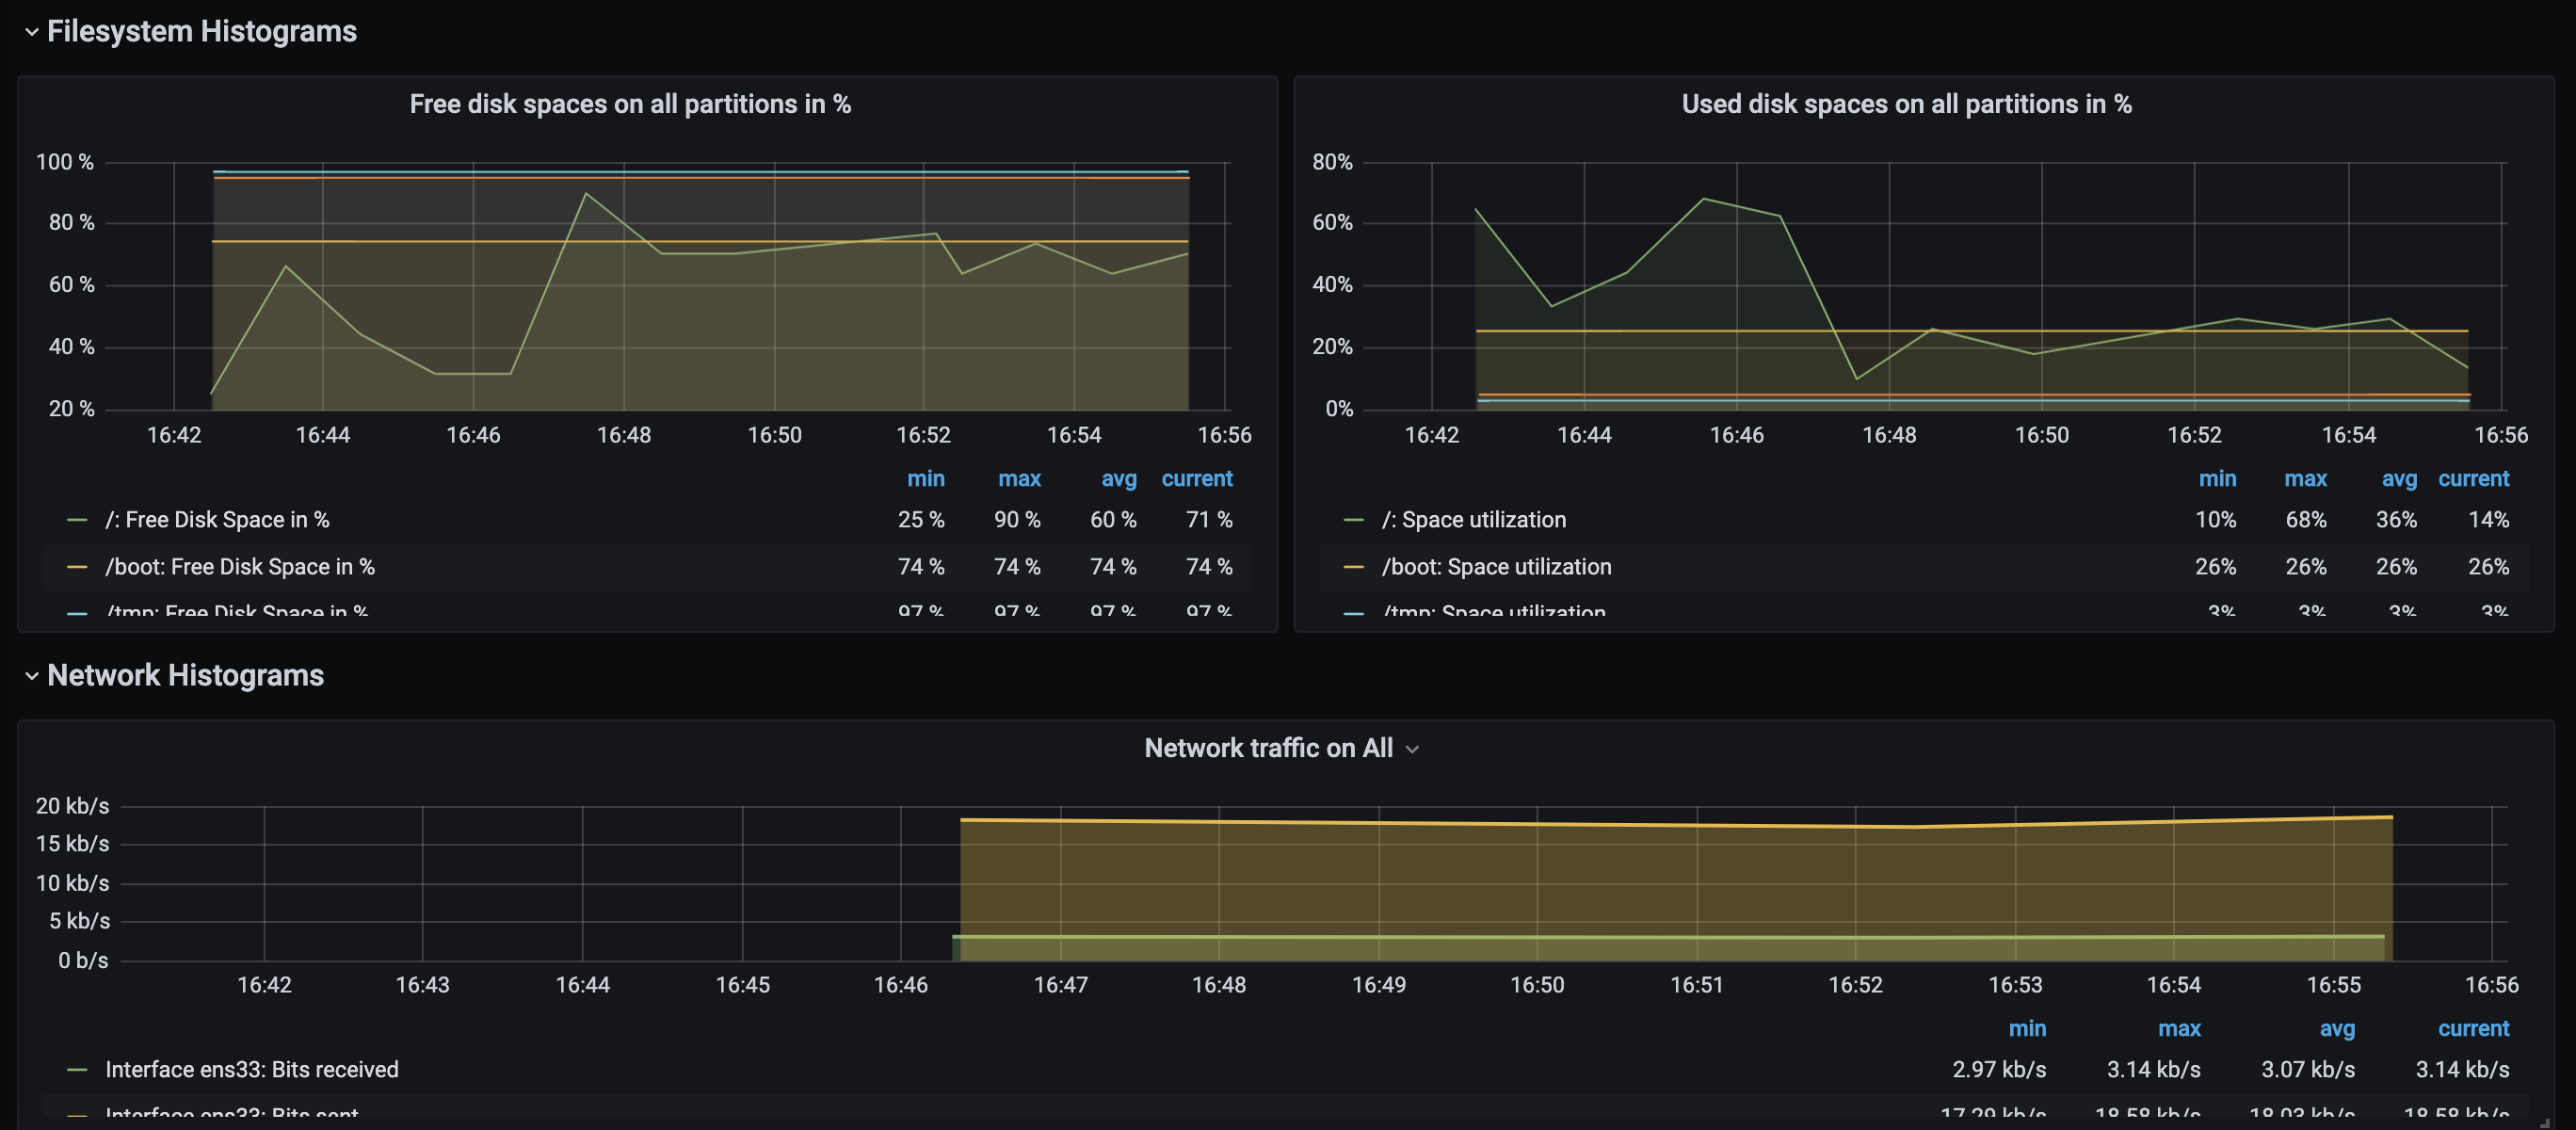 Filesystem Histograms
Free disk spaces on all partitions in %
100 %
80 %
60 %
40 %
20 %
16:42 16:44 16:46 16:48 16:50 16:52 16:54 16:56
min max avg current
/: Free Disk Space in % 25 % 90 % 60 % 71 %
/boot: Free Disk Space in % 74 % 74 % 74 % 74 %
/tmp: Free Disk Space in % 97 % 97 % 97 % 97 %
Used disk spaces on all partitions in %
80%
60%
40%
20%
0%
16:42 16:44 16:46 16:48 16:50 16:52 16:54 16:56
min max avg current
/: Space utilization 10% 68% 36% 14%
/boot: Space utilization 26% 26% 26% 26%
/tmp: Space utilization 3% 3% 3% 3%
Network Histograms
Network traffic on All
20 kb/s
15 kb/s
10 kb/s
5 kb/s
0 b/s
16:42 16:43 16:44 16:45 16:46 16:47 16:48 16:49 16:50 16:51 16:52 16:53 16:54 16:55 16:56
min max avg current
Interface ens33: Bits received 2.97 kb/s 3.14 kb/s 3.07 kb/s 3.14 kb/s
Interface ens33: Bits sent 17.29 kb/s 18.58 kb/s 18.03 kb/s 18.58 kb/s